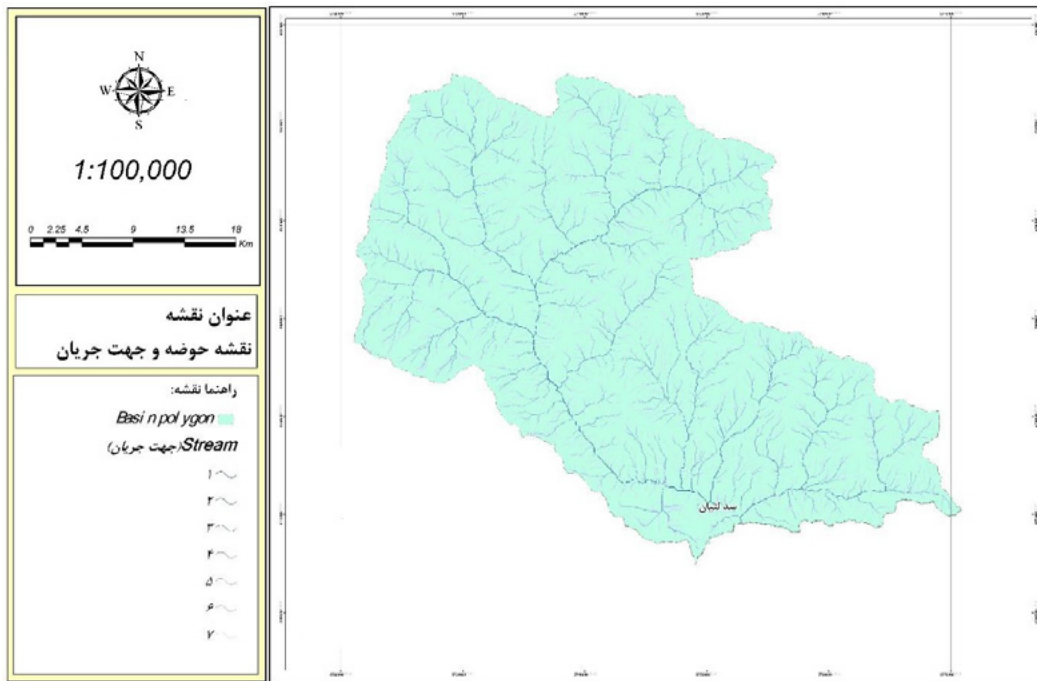 N
W E
S
1:100,000
0 2.25 4.5 9 13.5 18
Km
عنوان نقشه
نقشه حوضه و جهت جریان
راهنما نقشه:
Basin polygon
Stream(جهت جریان)
۱
۲
۳
۴
۵
۶
۷
سد لتیان